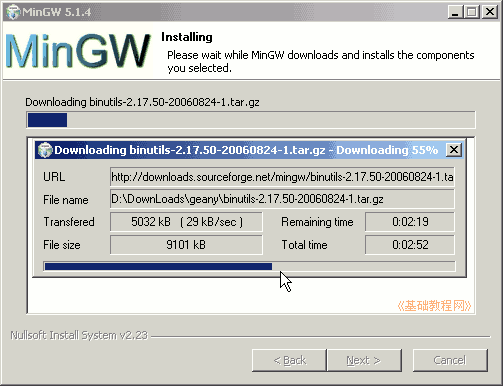 MinGW 5.1.4
MinGW
Installing
Please wait while MinGW downloads and installs the components
you selected.
Downloading binutils-2.17.50-20060824-1.tar.gz
Downloading binutils-2.17.50-20060824-1.tar.gz - Downloading 55%
URL http://downloads.sourceforge.net/mingw/binutils-2.17.50-20060824-1.ta
File name D:\DownLoads\geany\binutils-2.17.50-20060824-1.tar.gz
Transfered 5032 kB ( 29 kB/sec ) Remaining time 0:02:19
File size 9101 kB Total time 0:02:52
《基础教程网》
Nullsoft Install System v2.23
< Back Next > Cancel